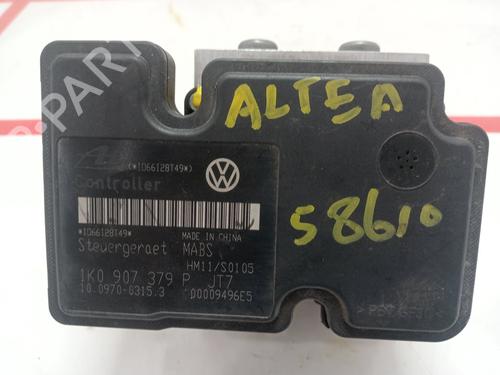 ALTEA
58610
(*1D66128T49*)
Controller
*1D66128T49*
MADE IN CHINA
Steuergeraet MABS
HM11/S0105
1K0 907 379 P JT7
10.0970-0315.3 00009496E5